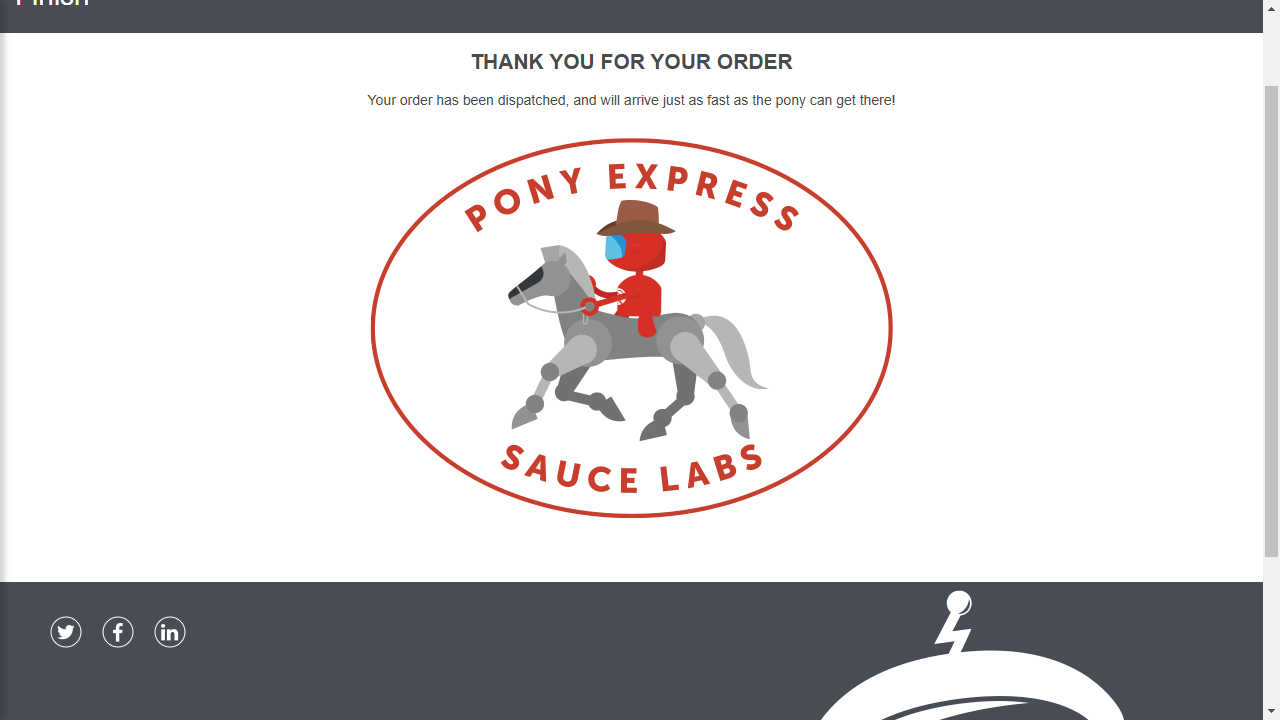 Finish
THANK YOU FOR YOUR ORDER
Your order has been dispatched, and will arrive just as fast as the pony can get there!
PONY EXPRESS
SAUCE LABS